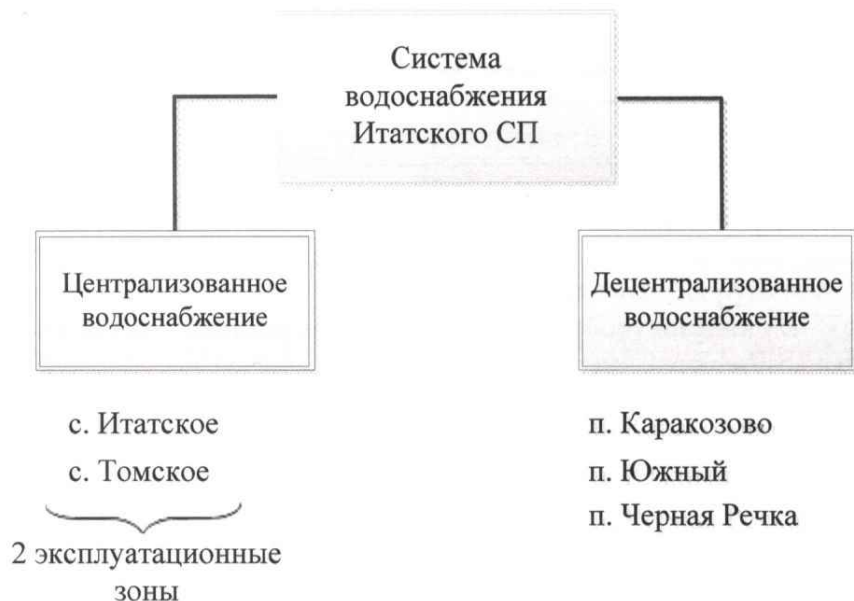 Система
водоснабжения
Итатского СП
Централизованное
водоснабжение
с. Итатское
с. Томское
2 эксплуатационные
зоны
Децентрализованное
водоснабжение
п. Каракозово
п. Южный
п. Черная Речка